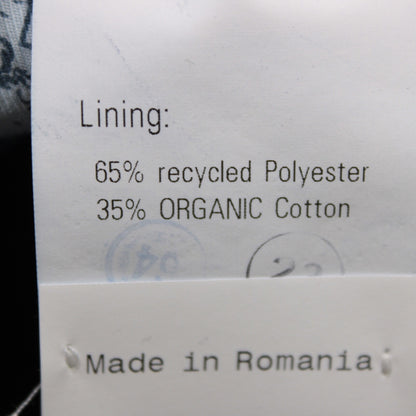 Lining:
65% recycled Polyester
35% ORGANIC Cotton
Made in Romania